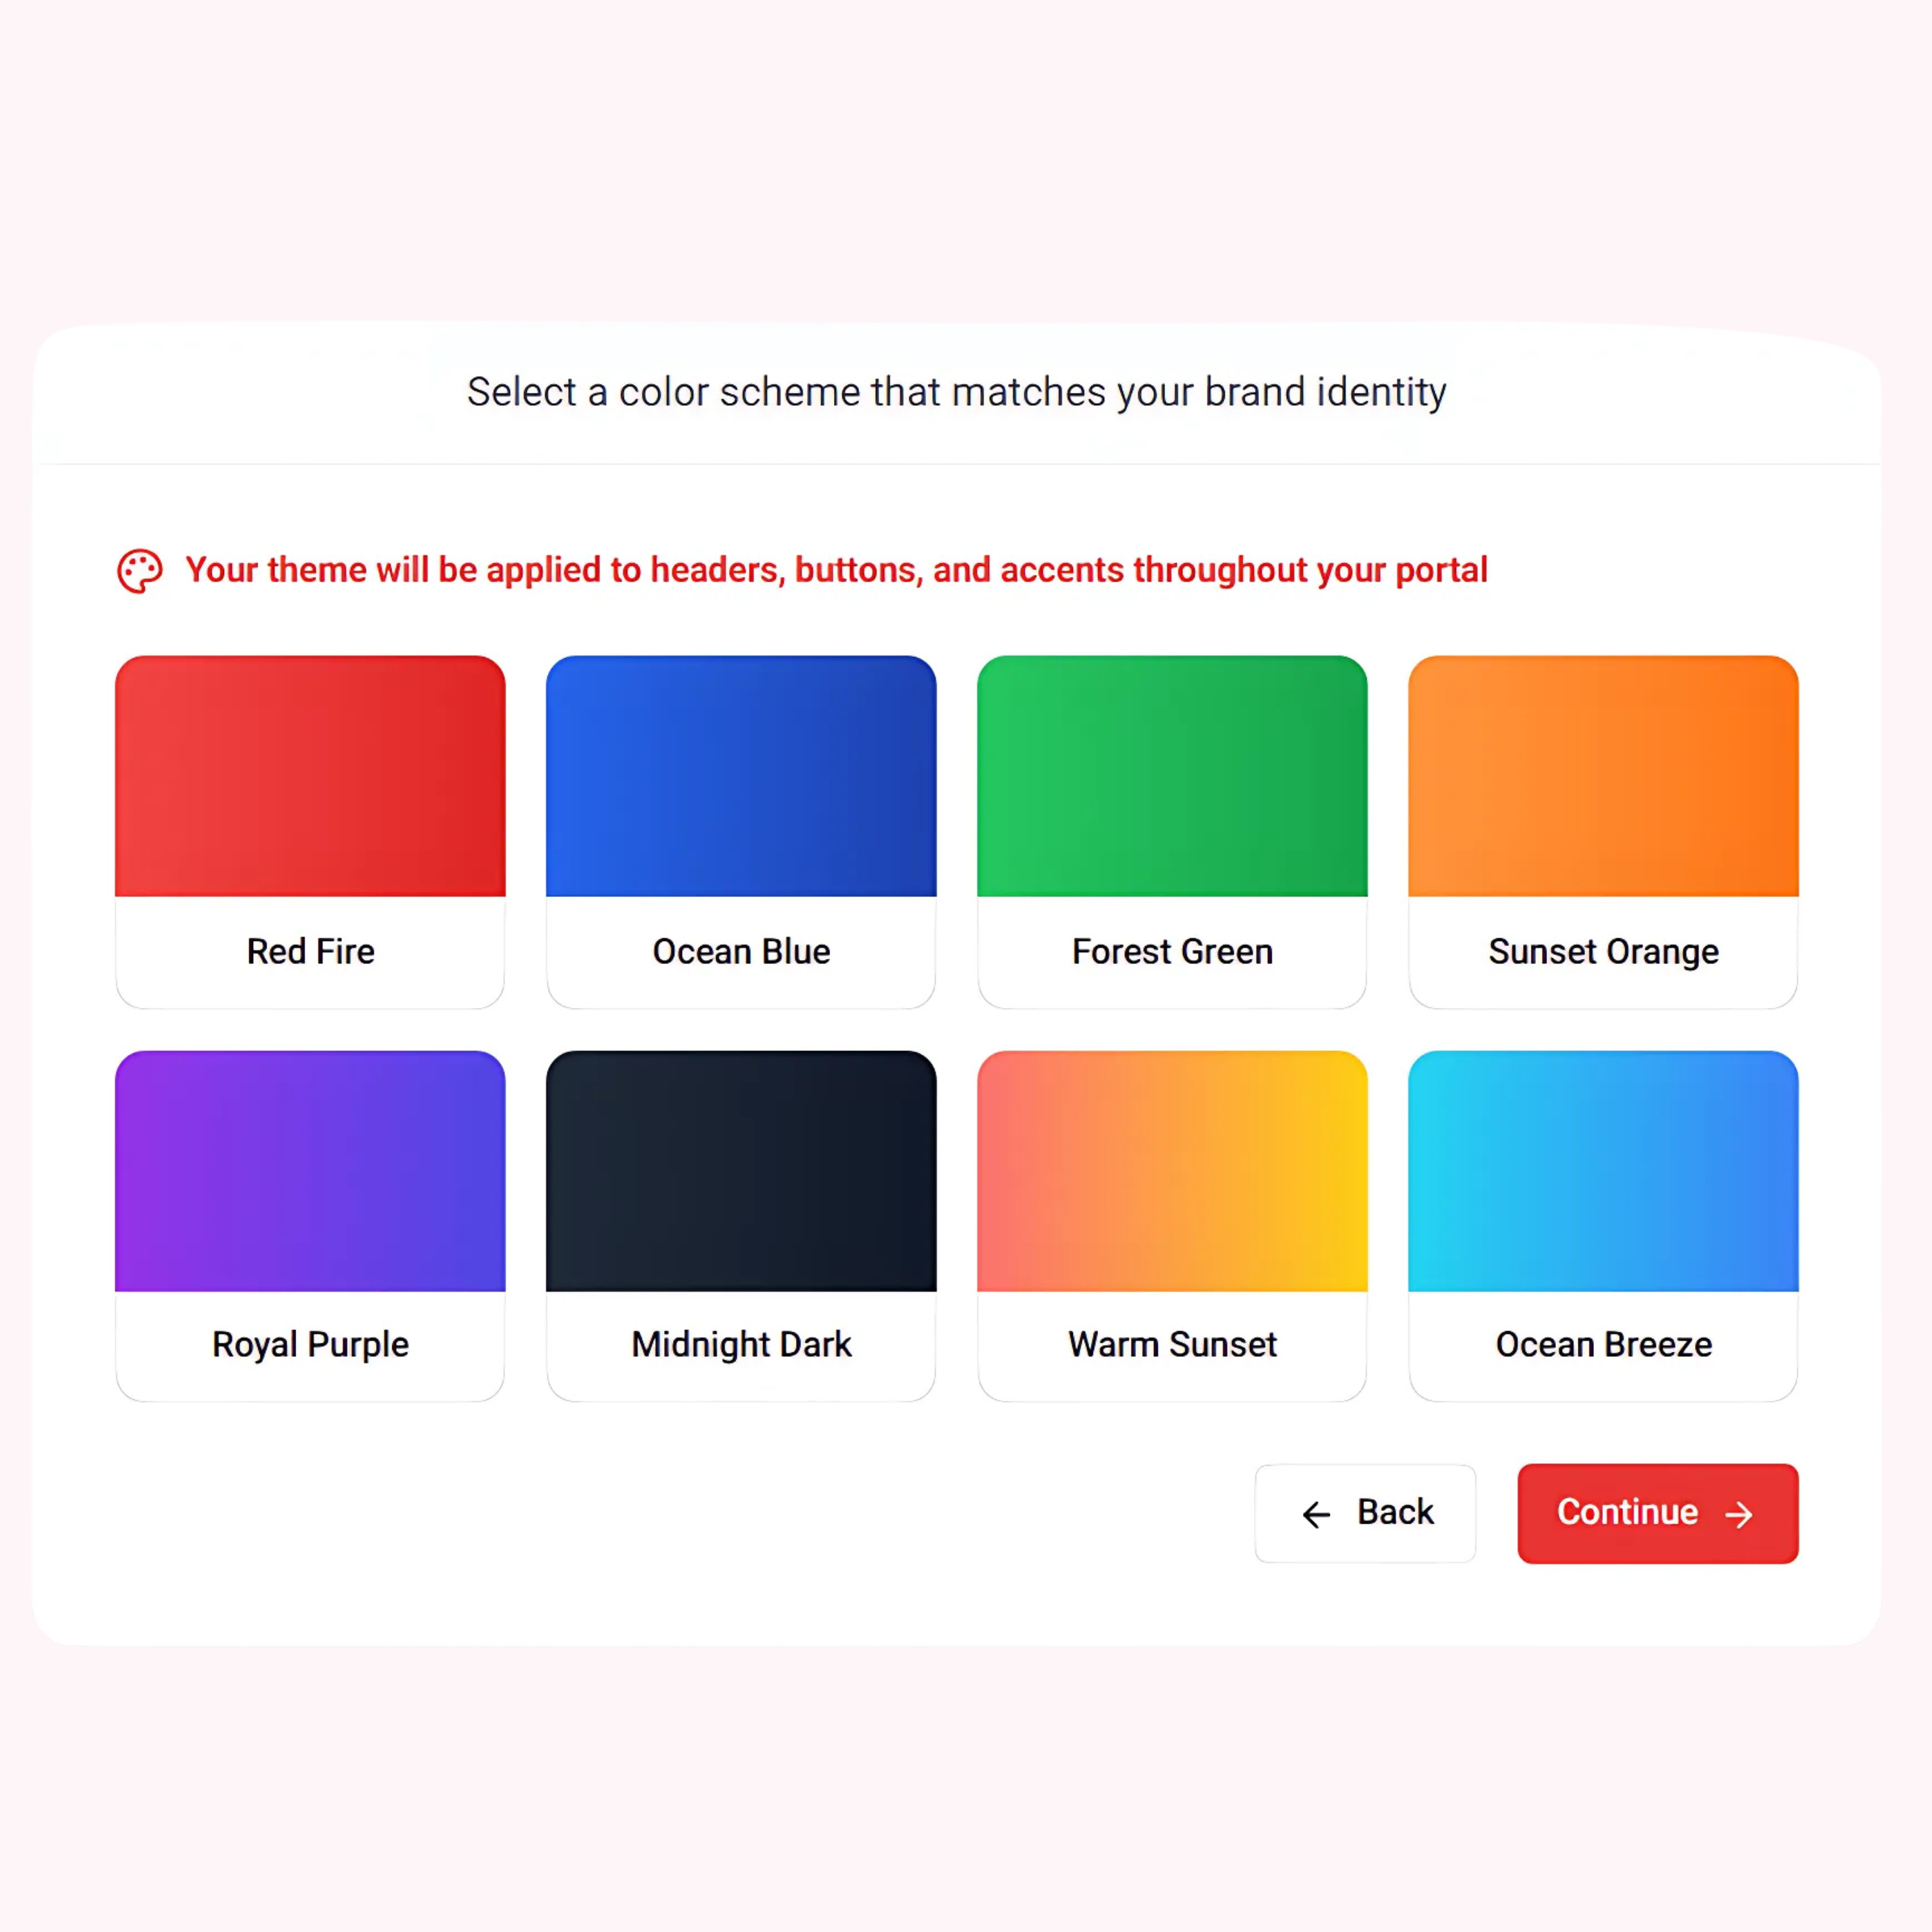 Select a color scheme that matches your brand identity
Your theme will be applied to headers, buttons, and accents throughout your portal
Red Fire
Ocean Blue
Forest Green
Sunset Orange
Royal Purple
Midnight Dark
Warm Sunset
Ocean Breeze
Back
Continue